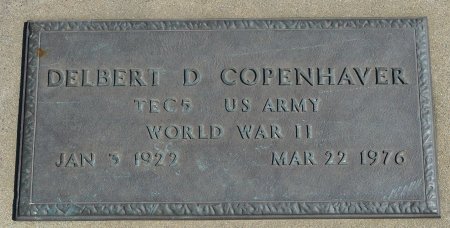 DELBERT D COPENHAVER
TEC5 US ARMY
WORLD WAR II
JAN 3 1922 MAR 22 1976